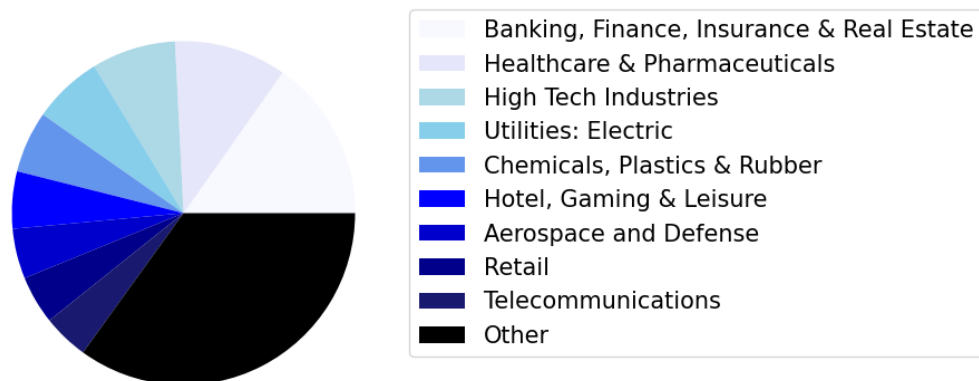 Banking, Finance, Insurance & Real Estate
Healthcare & Pharmaceuticals
High Tech Industries
Utilities: Electric
Chemicals, Plastics & Rubber
Hotel, Gaming & Leisure
Aerospace and Defense
Retail
Telecommunications
Other